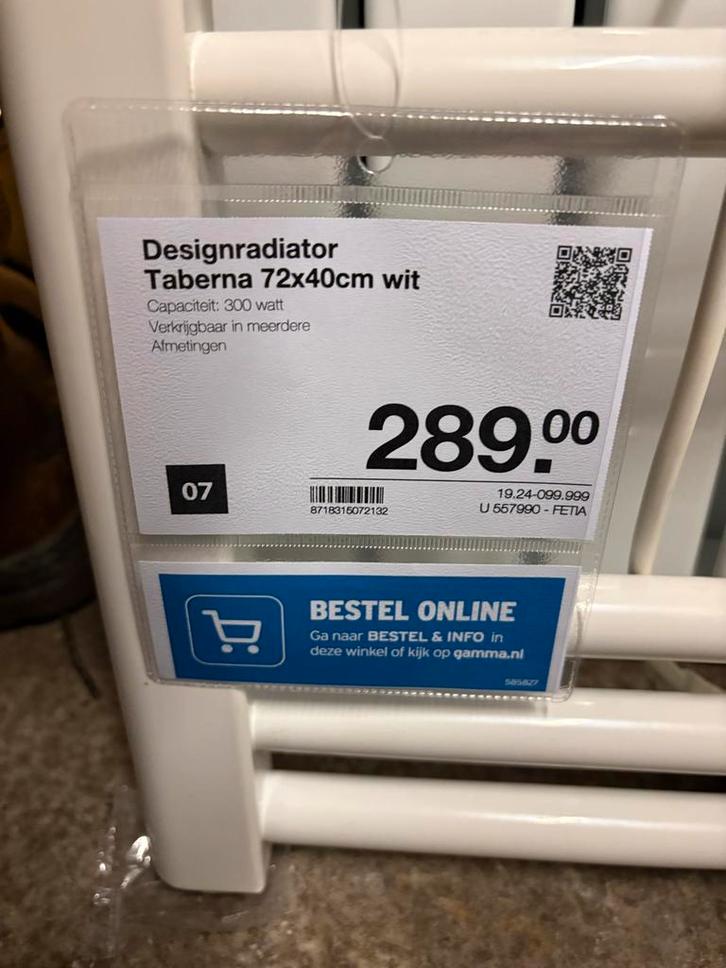 Designradiator
Taberna 72x40cm wit
Capaciteit: 300 watt
Verkrijgbaar in meerdere
Afmetingen
289.00
07
8718315072132
19.24-099.999
U 557990 - FETIA
BESTEL ONLINE
Ga naar BESTEL & INFO in
deze winkel of kijk op gamma.nl
585827